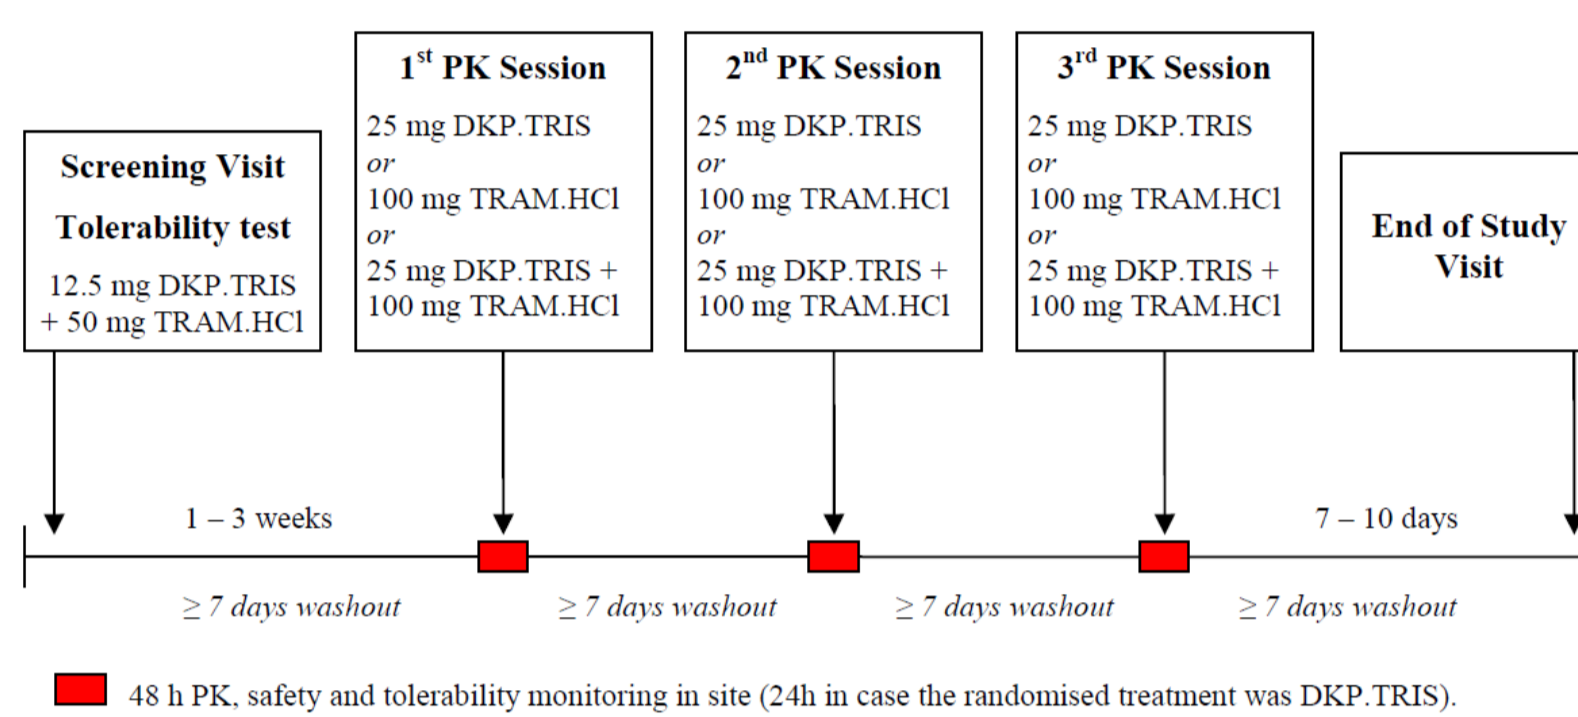 Screening Visit
Tolerability test
12.5 mg DKP.TRIS
+ 50 mg TRAM.HCl
1st PK Session
25 mg DKP.TRIS
or
100 mg TRAM.HCl
or
25 mg DKP.TRIS +
100 mg TRAM.HCl
2nd PK Session
25 mg DKP.TRIS
or
100 mg TRAM.HCl
or
25 mg DKP.TRIS +
100 mg TRAM.HCl
3rd PK Session
25 mg DKP.TRIS
or
100 mg TRAM.HCl
or
25 mg DKP.TRIS +
100 mg TRAM.HCl
End of Study
Visit
1 – 3 weeks
7 – 10 days
≥ 7 days washout
≥ 7 days washout
≥ 7 days washout
≥ 7 days washout
48 h PK, safety and tolerability monitoring in site (24h in case the randomised treatment was DKP.TRIS).